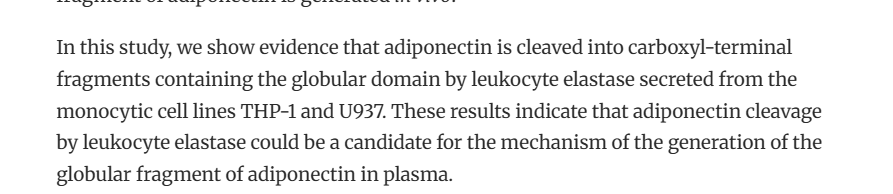 fragment of adiponectin is generated in vivo.
In this study, we show evidence that adiponectin is cleaved into carboxyl-terminal
fragments containing the globular domain by leukocyte elastase secreted from the
monocytic cell lines THP-1 and U937. These results indicate that adiponectin cleavage
by leukocyte elastase could be a candidate for the mechanism of the generation of the
globular fragment of adiponectin in plasma.